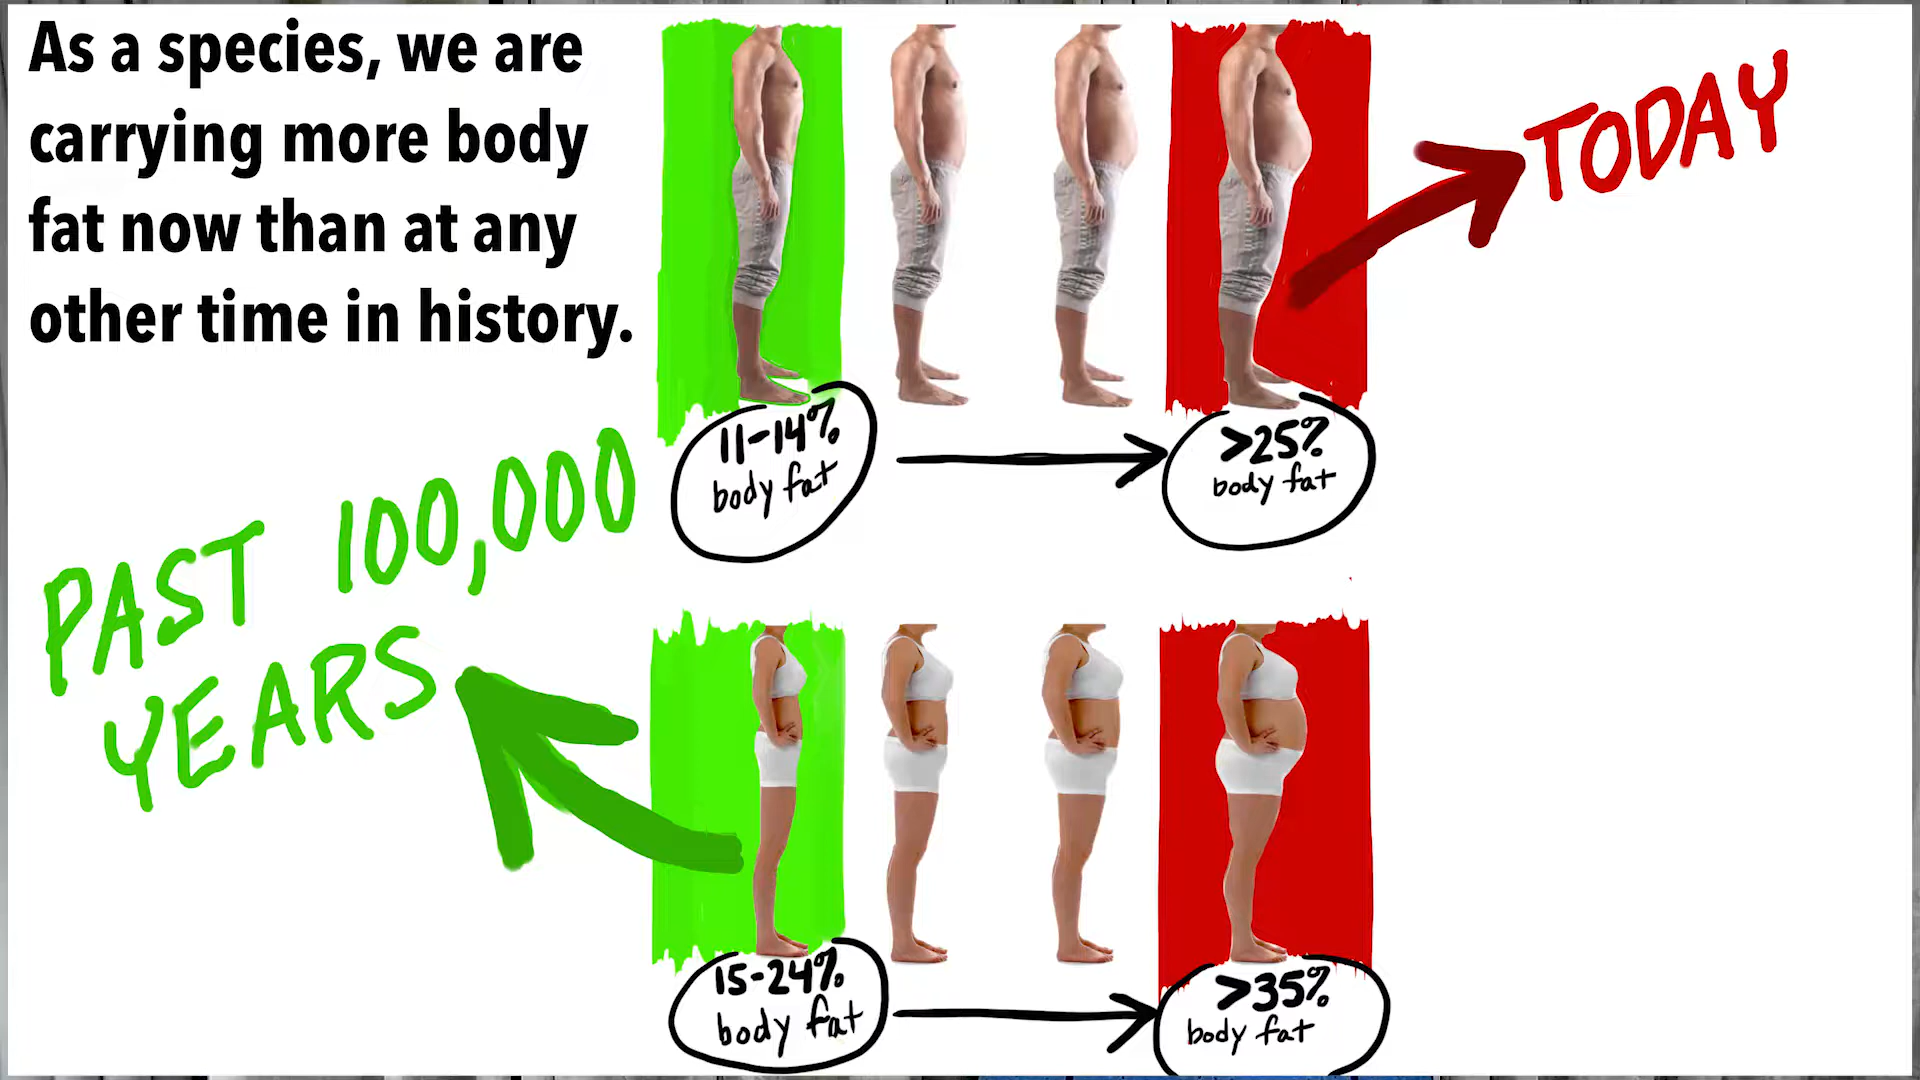 As a species, we are
carrying more body
fat now than at any
other time in history.
TODAY
11-14%
body fat
>25%
body fat
PAST 100,000
YEARS
15-24%
body fat
>35%
body fat